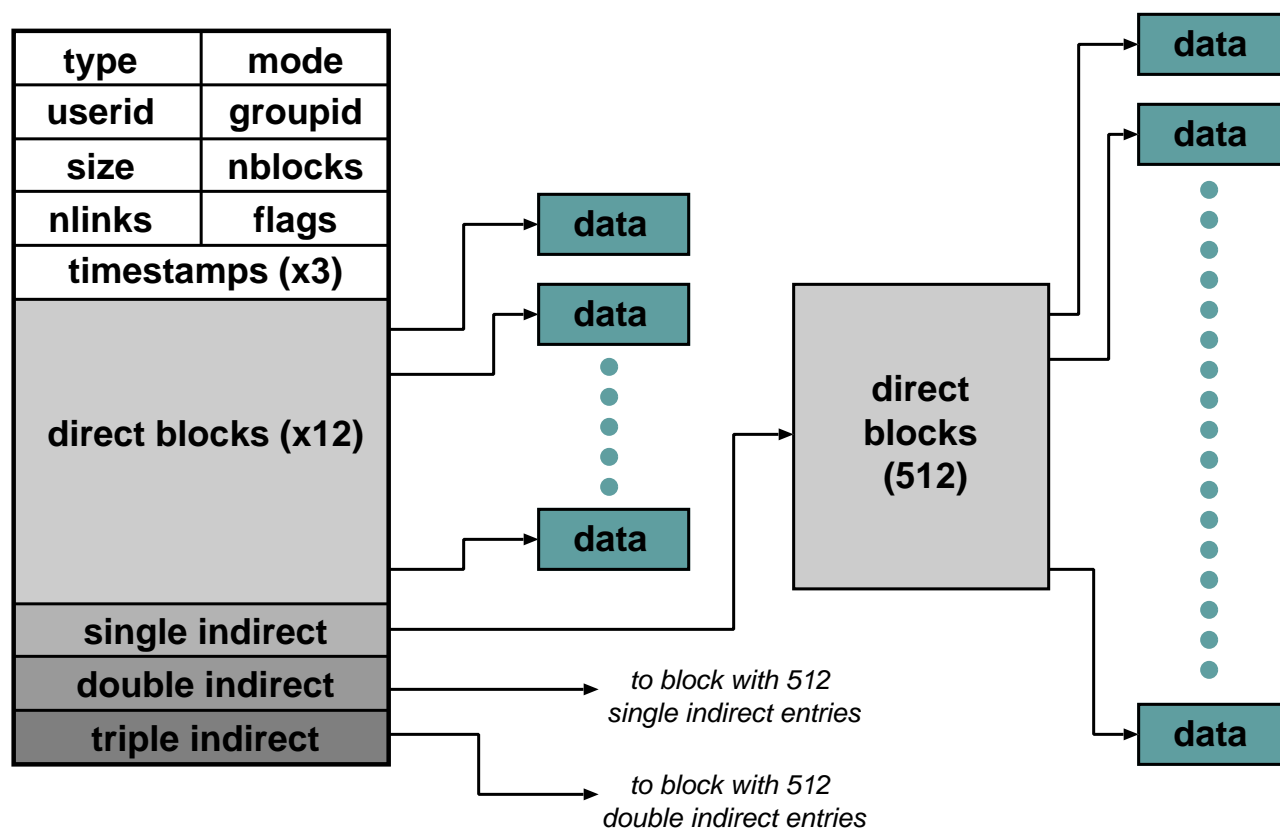 type mode
userid groupid
size nblocks
nlinks flags
timestamps (x3)
direct blocks (x12)
single indirect
double indirect
triple indirect
data
data
data
to block with 512
single indirect entries
to block with 512
double indirect entries
direct
blocks
(512)
data
data
data